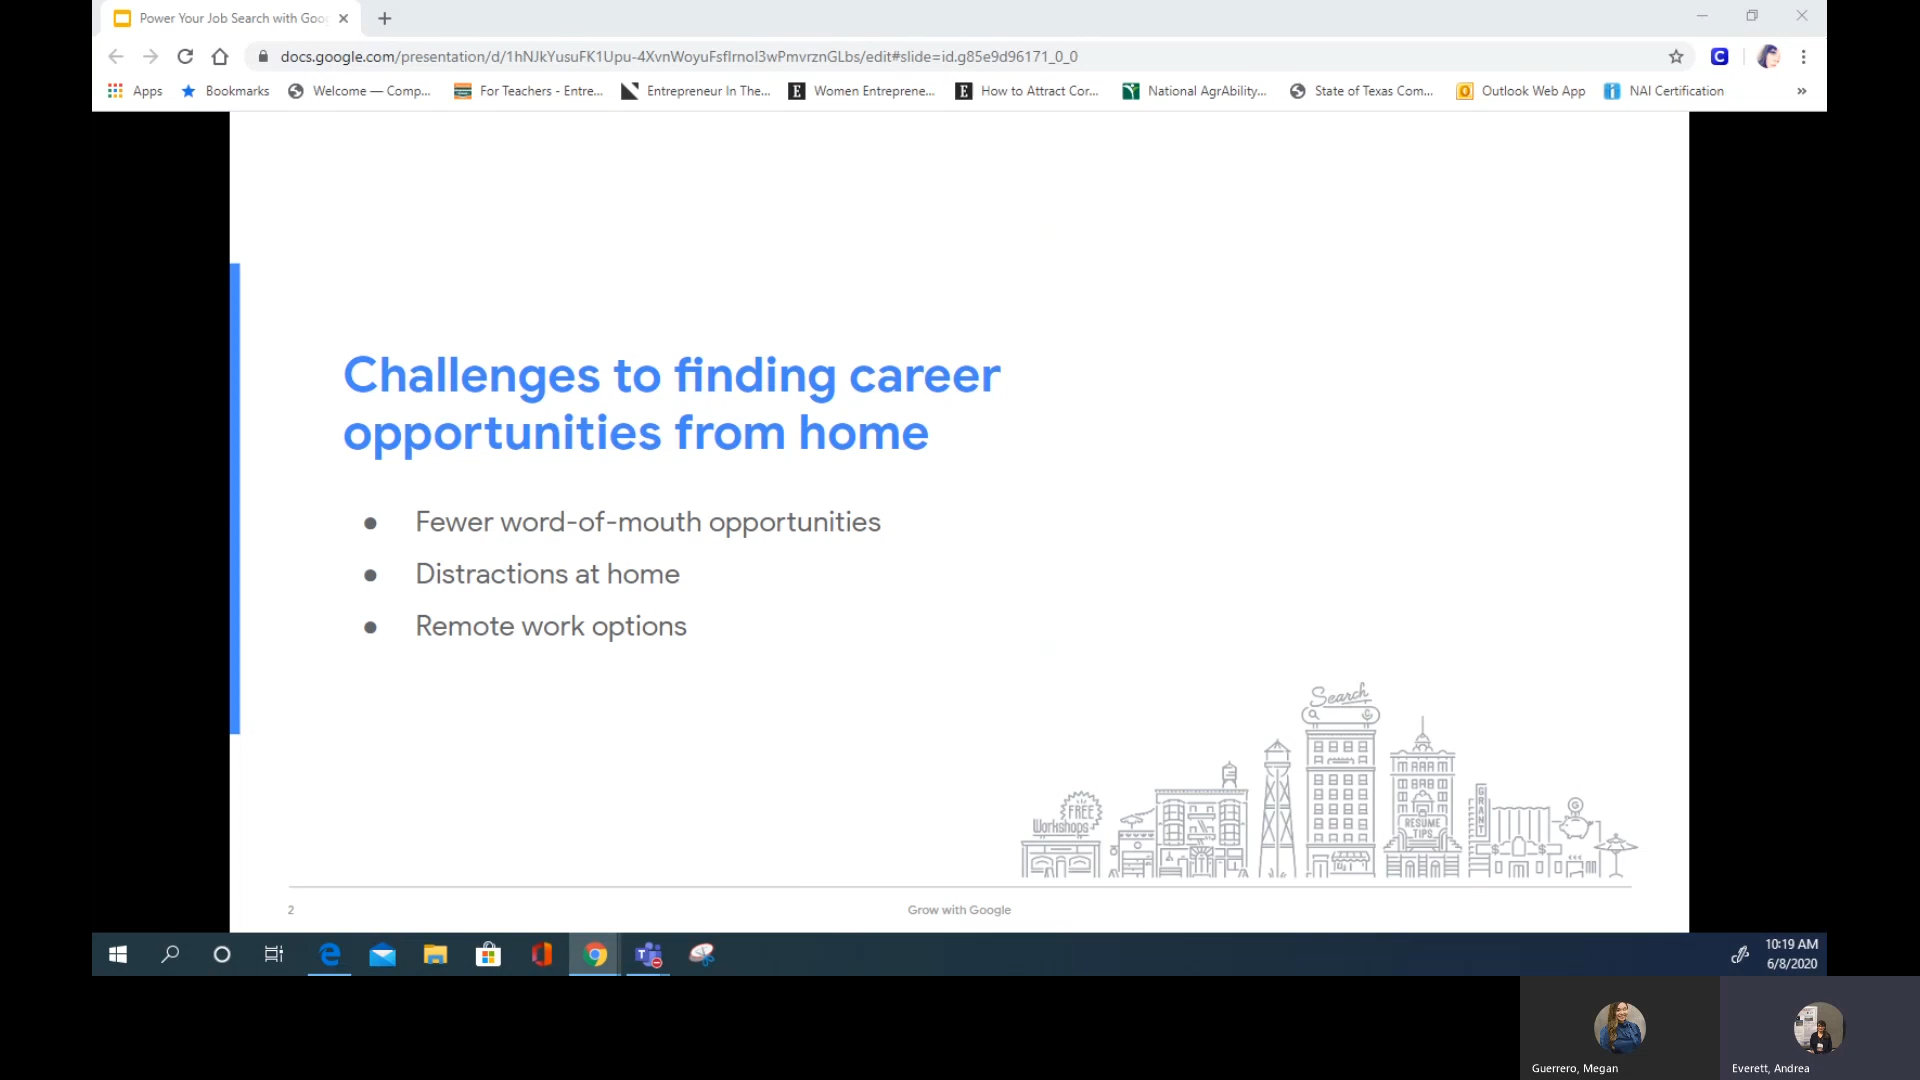 Power Your Job Search with Goo
docs.google.com/presentation/d/1hNJkYusuFK1Upu-4XvnWoyuFsfIrnoI3wPmvrznGLbs/edit#slide=id.g85e9d96171_0_0
Apps Bookmarks Welcome — Comp... For Teachers - Entre... Entrepreneur In The... Women Entreprene... How to Attract Cor... National AgrAbility... State of Texas Com... Outlook Web App NAI Certification »
Challenges to finding career
opportunities from home
● Fewer word-of-mouth opportunities
● Distractions at home
● Remote work options
Search
FREE
Workshops
RESUME
TIPS
GRANT
2
Grow with Google
10:19 AM
6/8/2020
Guerrero, Megan
Everett, Andrea